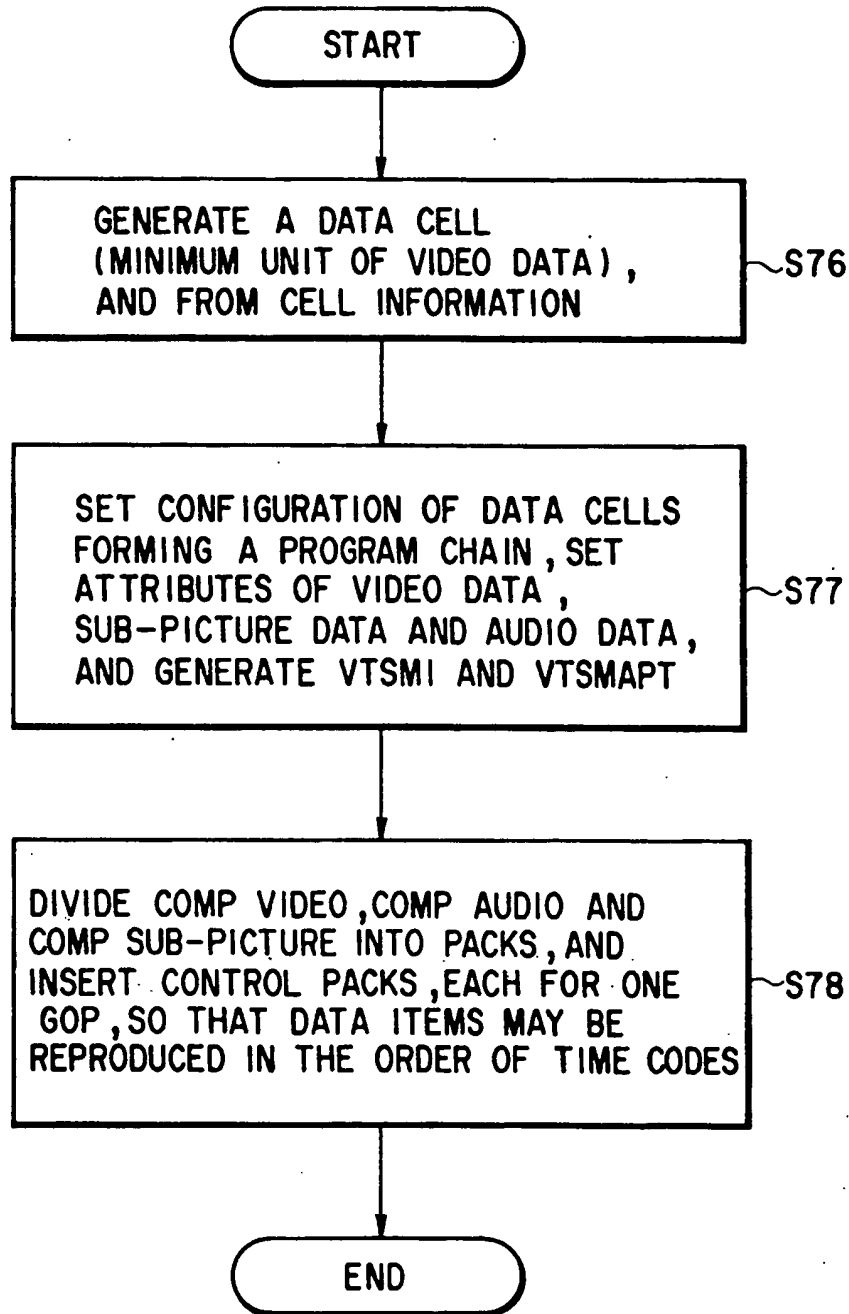 START
GENERATE A DATA CELL
(MINIMUM UNIT OF VIDEO DATA),
AND FROM CELL INFORMATION
S76
SET CONFIGURATION OF DATA CELLS
FORMING A PROGRAM CHAIN, SET
ATTRIBUTES OF VIDEO DATA,
SUB-PICTURE DATA AND AUDIO DATA,
AND GENERATE VTSMI AND VTSMAPT
S77
DIVIDE COMP VIDEO, COMP AUDIO AND
COMP SUB-PICTURE INTO PACKS, AND
INSERT CONTROL PACKS, EACH FOR ONE
GOP, SO THAT DATA ITEMS MAY BE
REPRODUCED IN THE ORDER OF TIME CODES
S78
END